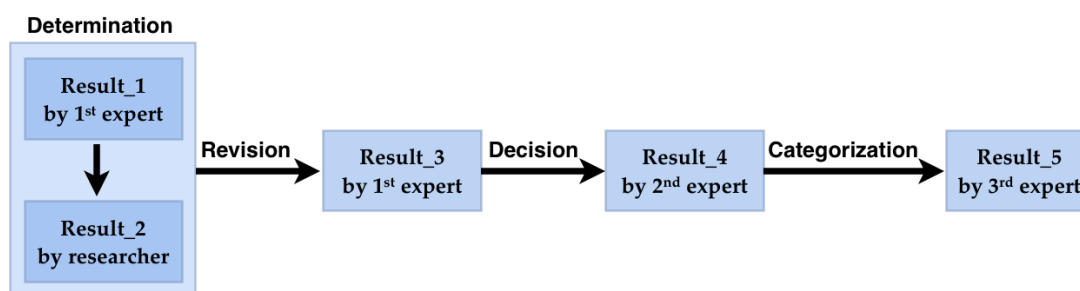 Determination
Result_1
by 1st expert
Result_2
by researcher
Revision
Result_3
by 1st expert
Decision
Result_4
by 2nd expert
Categorization
Result_5
by 3rd expert